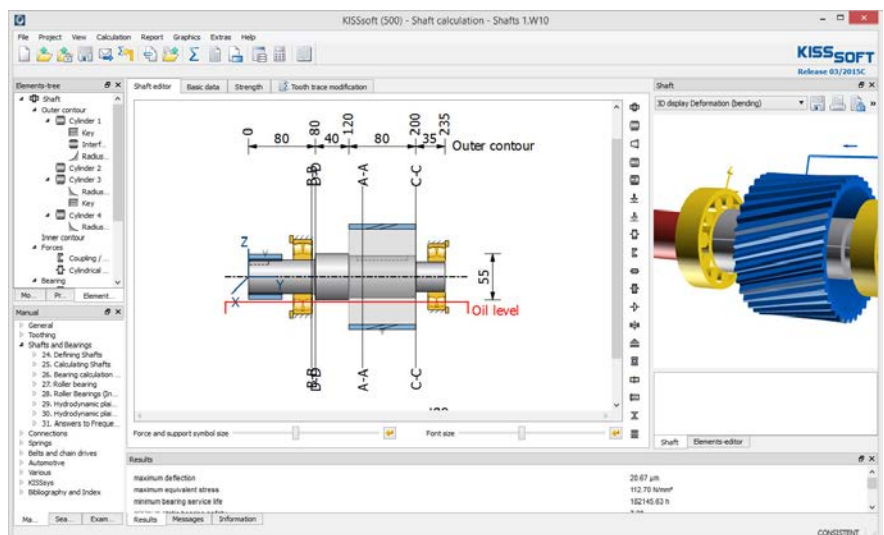 KISSsoft (500) - Shaft calculation - Shafts 1.W10
File Project View Calculation Report Graphics Extras Help
KISSSOFT
Release 03/2015C
Elements-tree
Shaft
Outer contour
Cylinder 1
Key
Interf...
Radius...
Cylinder 2
Cylinder 3
Radius...
Key
Cylinder 4
Radius...
Inner contour
Forces
Coupling / ...
Cylindrical ...
Bearing
Mo... Pr... Element...
Manual
General
Toothing
Shafts and Bearings
24. Defining Shafts
25. Calculating Shafts
26. Bearing calculation ...
27. Roller bearing
28. Roller Bearings (In...
29. Hydrodynamic plai...
30. Hydrodynamic plai...
31. Answers to Freque...
Connections
Springs
Belts and chain drives
Automotive
Various
KISSsys
Bibliography and Index
Ma... Sea... Exam...
Shaft editor Basic data Strength Tooth trace modification
0 80 120 200 235
80 40 80 35 Outer contour
B-B D-D A-A C-C
Z
Y
X
55
Oil level
B-B D-D A-A C-C
Force and support symbol size Font size
Shaft
3D display Deformation (bending)
Shaft Elements-editor
Results
maximum deflection 20.67 µm
maximum equivalent stress 112.70 N/mm²
minimum bearing service life 182145.63 h
Results Messages Information
CONSISTENT